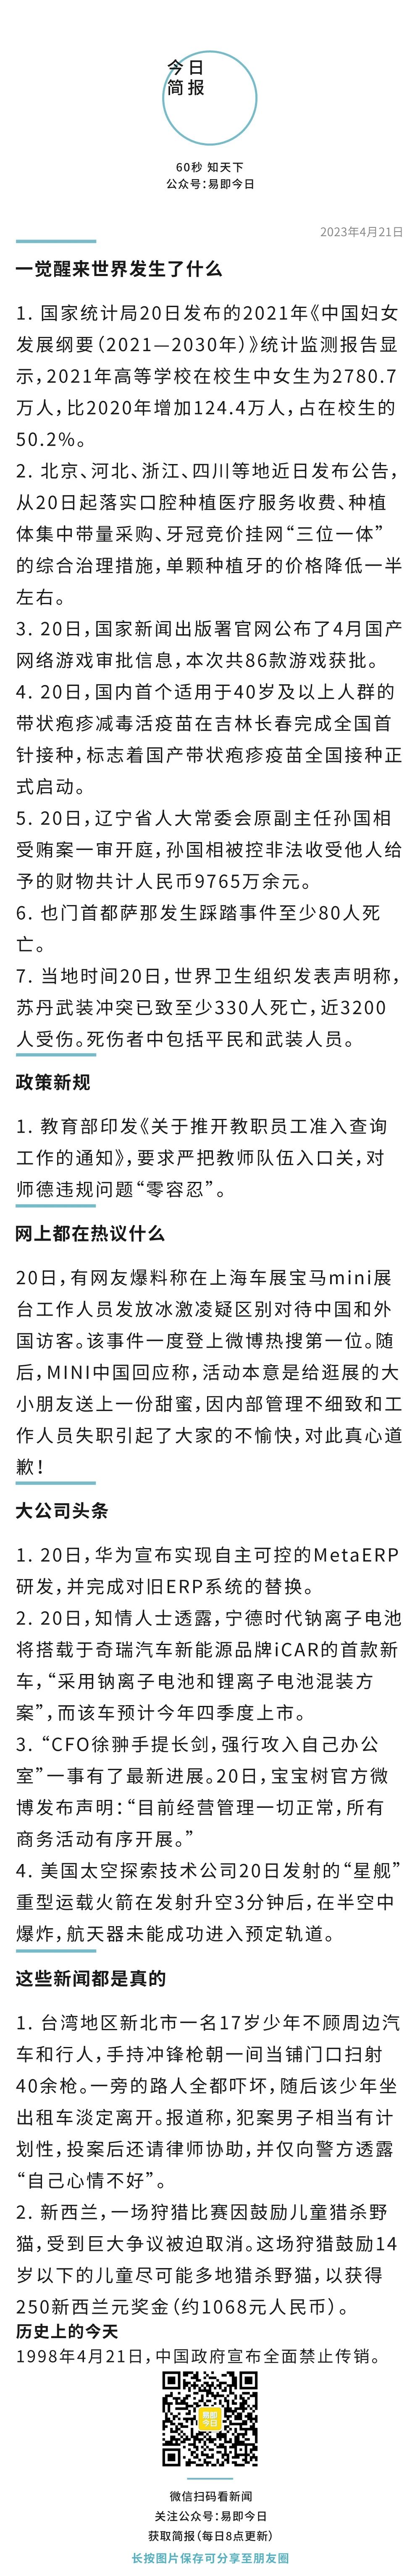 今日
简报
60秒 知天下
公众号：易即今日
2023年4月21日
一觉醒来世界发生了什么
1. 国家统计局20日发布的2021年《中国妇女
发展纲要（2021—2030年）》统计监测报告显
示，2021年高等学校在校生中女生为2780.7
万人，比2020年增加124.4万人，占在校生的
50.2%。
2. 北京、河北、浙江、四川等地近日发布公告，
从20日起落实口腔种植医疗服务收费、种植
体集中带量采购、牙冠竞价挂网“三位一体”
的综合治理措施，单颗种植牙的价格降低一半
左右。
3. 20日，国家新闻出版署官网公布了4月国产
网络游戏审批信息，本次共86款游戏获批。
4. 20日，国内首个适用于40岁及以上人群的
带状疱疹减毒活疫苗在吉林长春完成全国首
针接种，标志着国产带状疱疹疫苗全国接种正
式启动。
5. 20日，辽宁省人大常委会原副主任孙国相
受贿案一审开庭，孙国相被控非法收受他人给
予的财物共计人民币9765万余元。
6. 也门首都萨那发生踩踏事件至少80人死
亡。
7. 当地时间20日，世界卫生组织发表声明称，
苏丹武装冲突已致至少330人死亡，近3200
人受伤。死伤者中包括平民和武装人员。
政策新规
1. 教育部印发《关于推开教职员工准入查询
工作的通知》，要求严把教师队伍入口关，对
师德违规问题“零容忍”。
网上都在热议什么
20日，有网友爆料称在上海车展宝马mini展
台工作人员发放冰激凌疑区别对待中国和外
国访客。该事件一度登上微博热搜第一位。随
后，MINI中国回应称，活动本意是给逛展的大
小朋友送上一份甜蜜，因内部管理不细致和工
作人员失职引起了大家的不愉快，对此真心道
歉！
大公司头条
1. 20日，华为宣布实现自主可控的MetaERP
研发，并完成对旧ERP系统的替换。
2. 20日，知情人士透露，宁德时代钠离子电池
将搭载于奇瑞汽车新能源品牌iCAR的首款新
车，“采用钠离子电池和锂离子电池混装方
案”，而该车预计今年四季度上市。
3. “CFO徐翀手提长剑，强行攻入自己办公
室”一事有了最新进展。20日，宝宝树官方微
博发布声明：“目前经营管理一切正常，所有
商务活动有序开展。”
4. 美国太空探索技术公司20日发射的“星舰”
重型运载火箭在发射升空3分钟后，在半空中
爆炸，航天器未能成功进入预定轨道。
这些新闻都是真的
1. 台湾地区新北市一名17岁少年不顾周边汽
车和行人，手持冲锋枪朝一间当铺门口扫射
40余枪。一旁的路人全都吓坏，随后该少年坐
出租车淡定离开。报道称，犯案男子相当有计
划性，投案后还请律师协助，并仅向警方透露
“自己心情不好”。
2. 新西兰，一场狩猎比赛因鼓励儿童猎杀野
猫，受到巨大争议被迫取消。这场狩猎鼓励14
岁以下的儿童尽可能多地猎杀野猫，以获得
250新西兰元奖金（约1068元人民币）。
历史上的今天
1998年4月21日，中国政府宣布全面禁止传销。
易即
今日
微信扫码看新闻
关注公众号：易即今日
获取简报（每日8点更新）
长按图片保存可分享至朋友圈